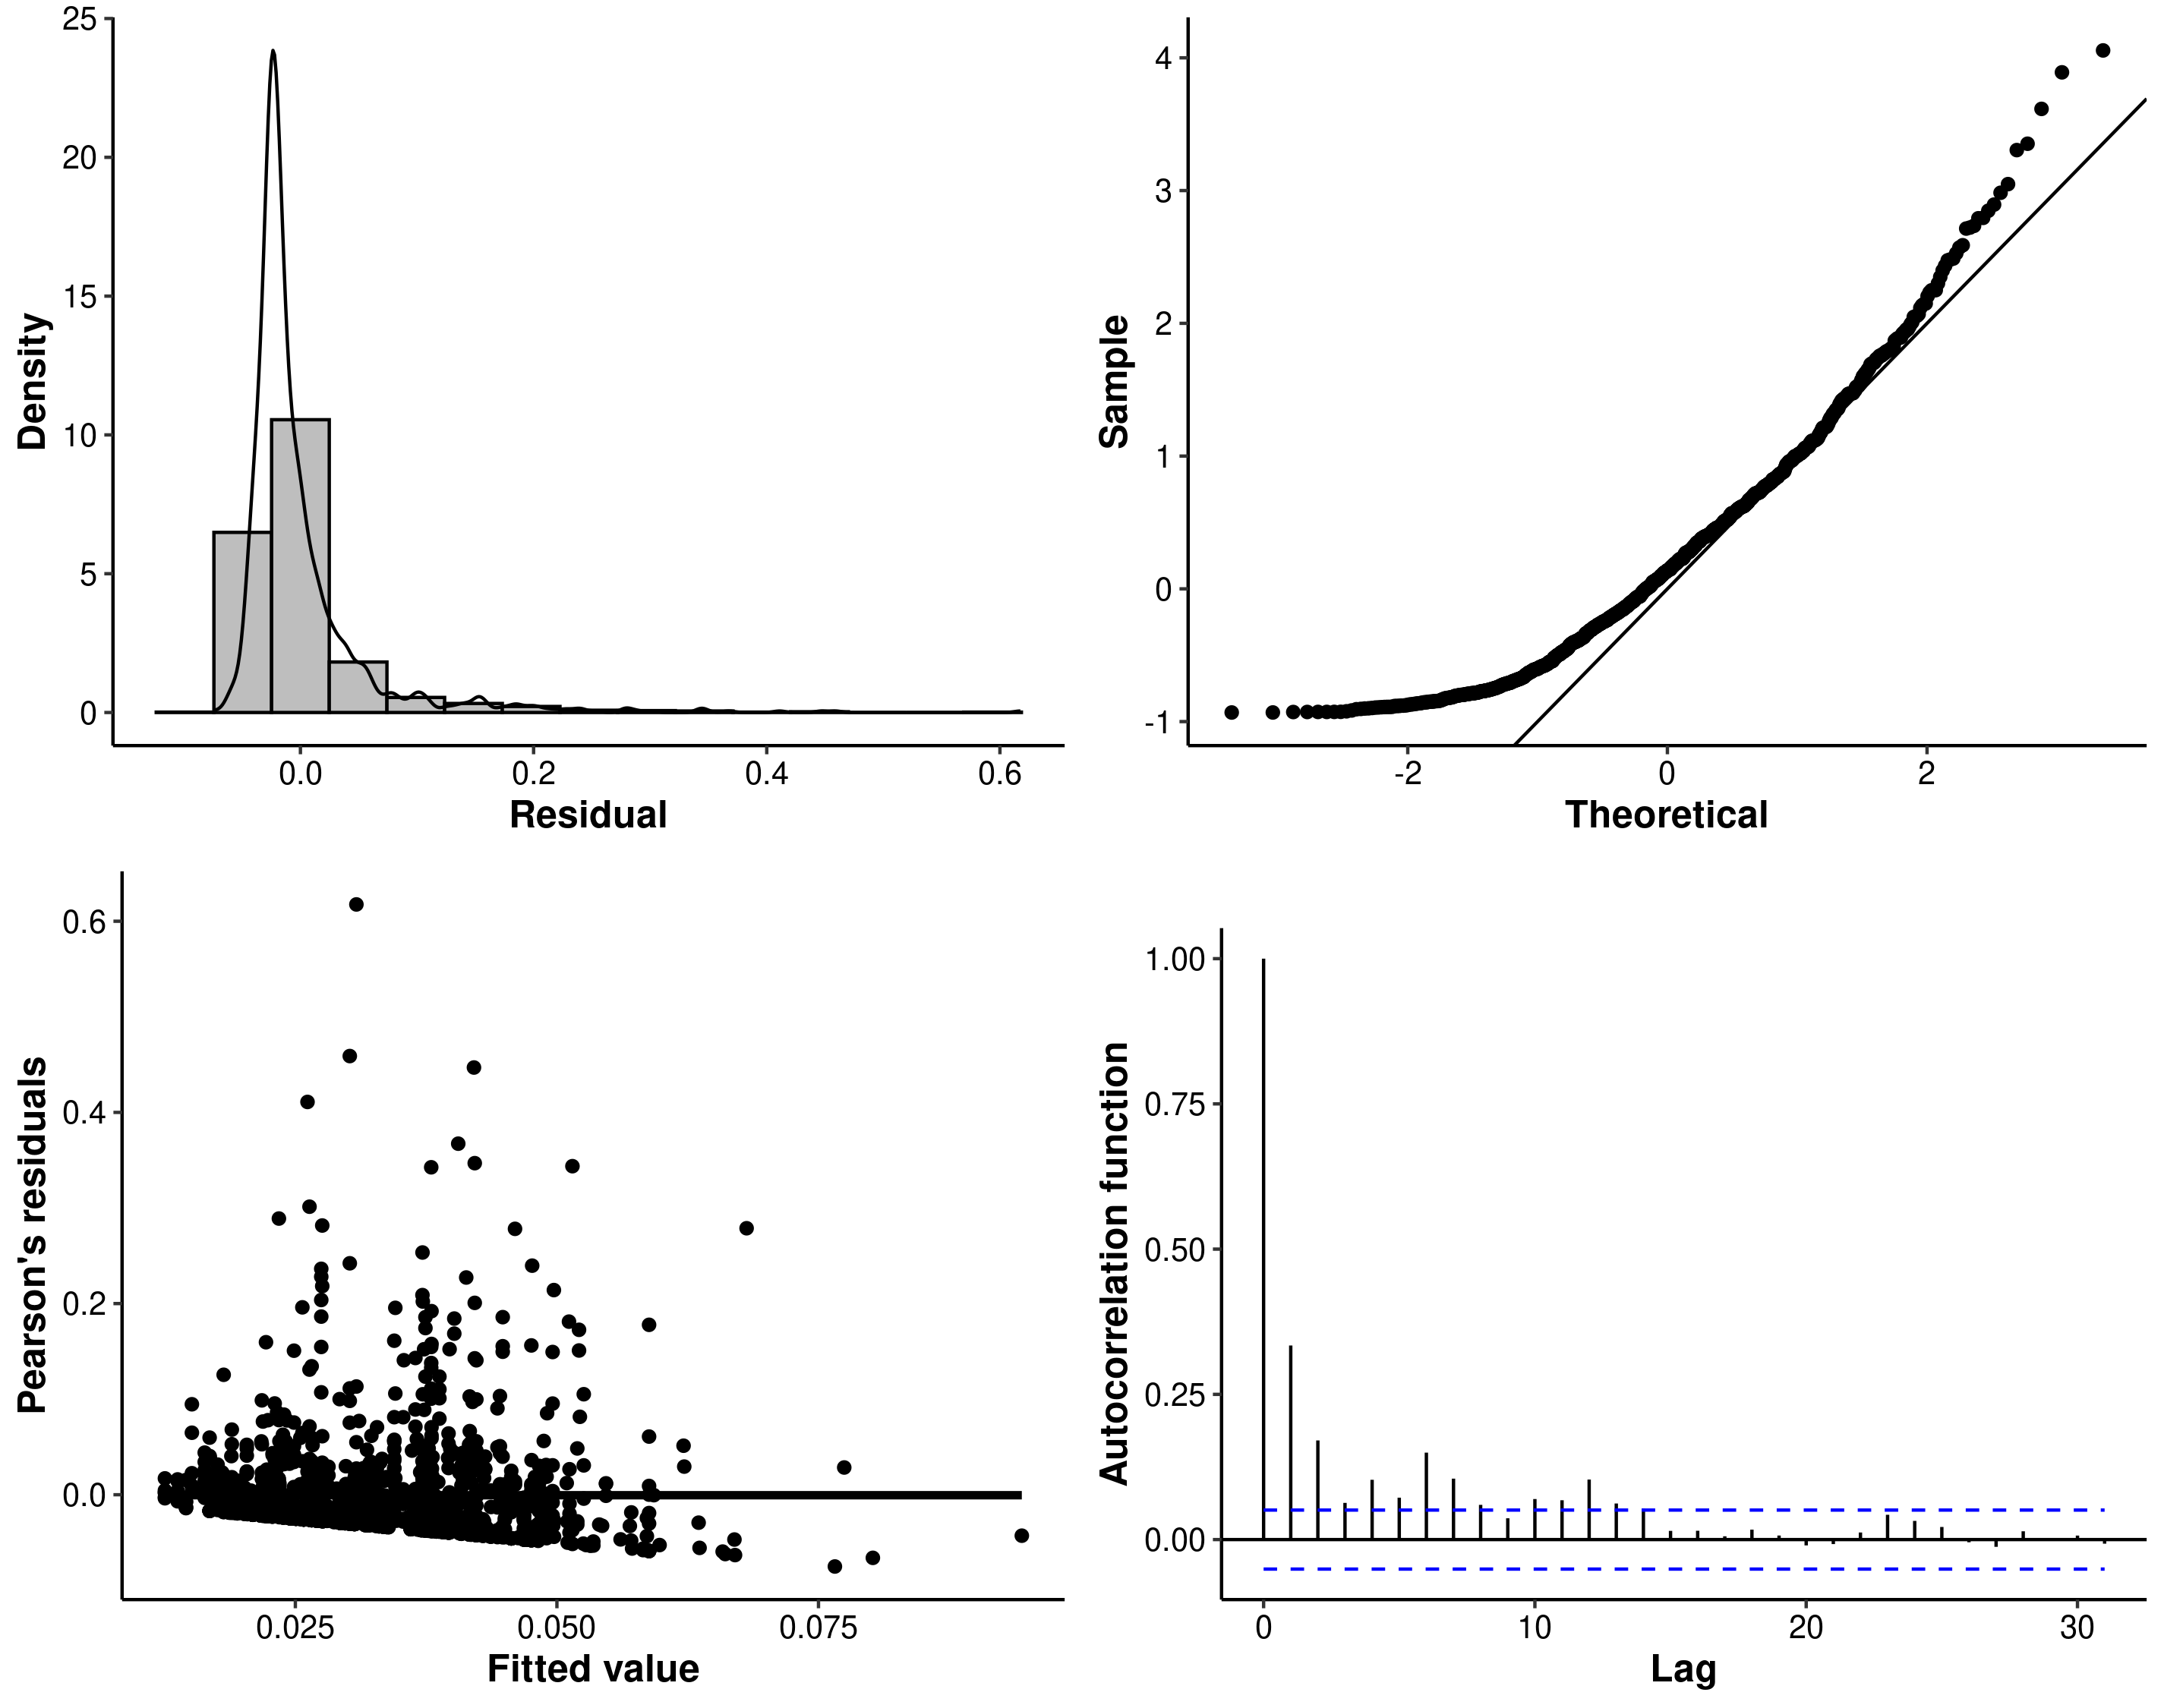 25
20
15
10
5
0
Density
0.0 0.2 0.4 0.6
Residual
4
3
2
1
0
-1
Sample
-2 0 2
Theoretical
0.6
0.4
0.2
0.0
Pearson's residuals
0.025 0.050 0.075
Fitted value
1.00
0.75
0.50
0.25
0.00
Autocorrelation function
0 10 20 30
Lag